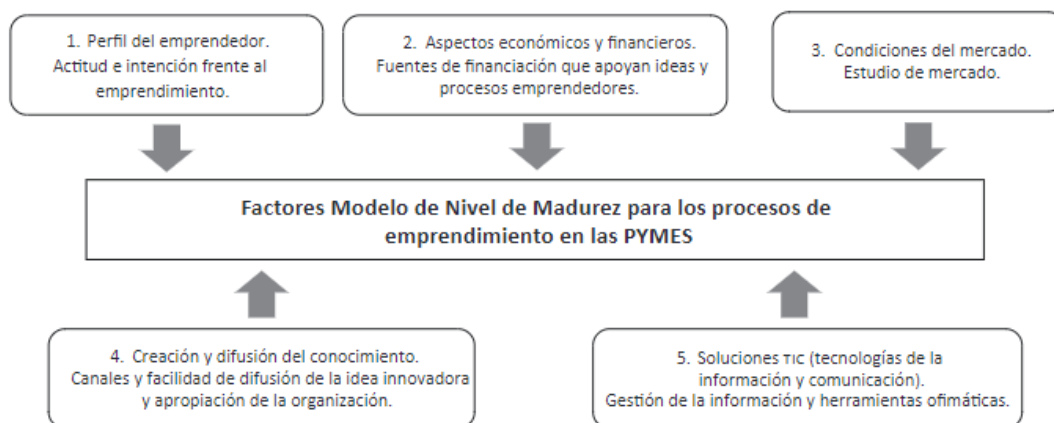 1. Perfil del emprendedor.
Actitud e intención frente al
emprendimiento.
2. Aspectos económicos y financieros.
Fuentes de financiación que apoyan ideas y
procesos emprendedores.
3. Condiciones del mercado.
Estudio de mercado.
Factores Modelo de Nivel de Madurez para los procesos de
emprendimiento en las PYMES
4. Creación y difusión del conocimiento.
Canales y facilidad de difusión de la idea innovadora
y apropiación de la organización.
5. Soluciones TIC (tecnologías de la
información y comunicación).
Gestión de la información y herramientas ofimáticas.